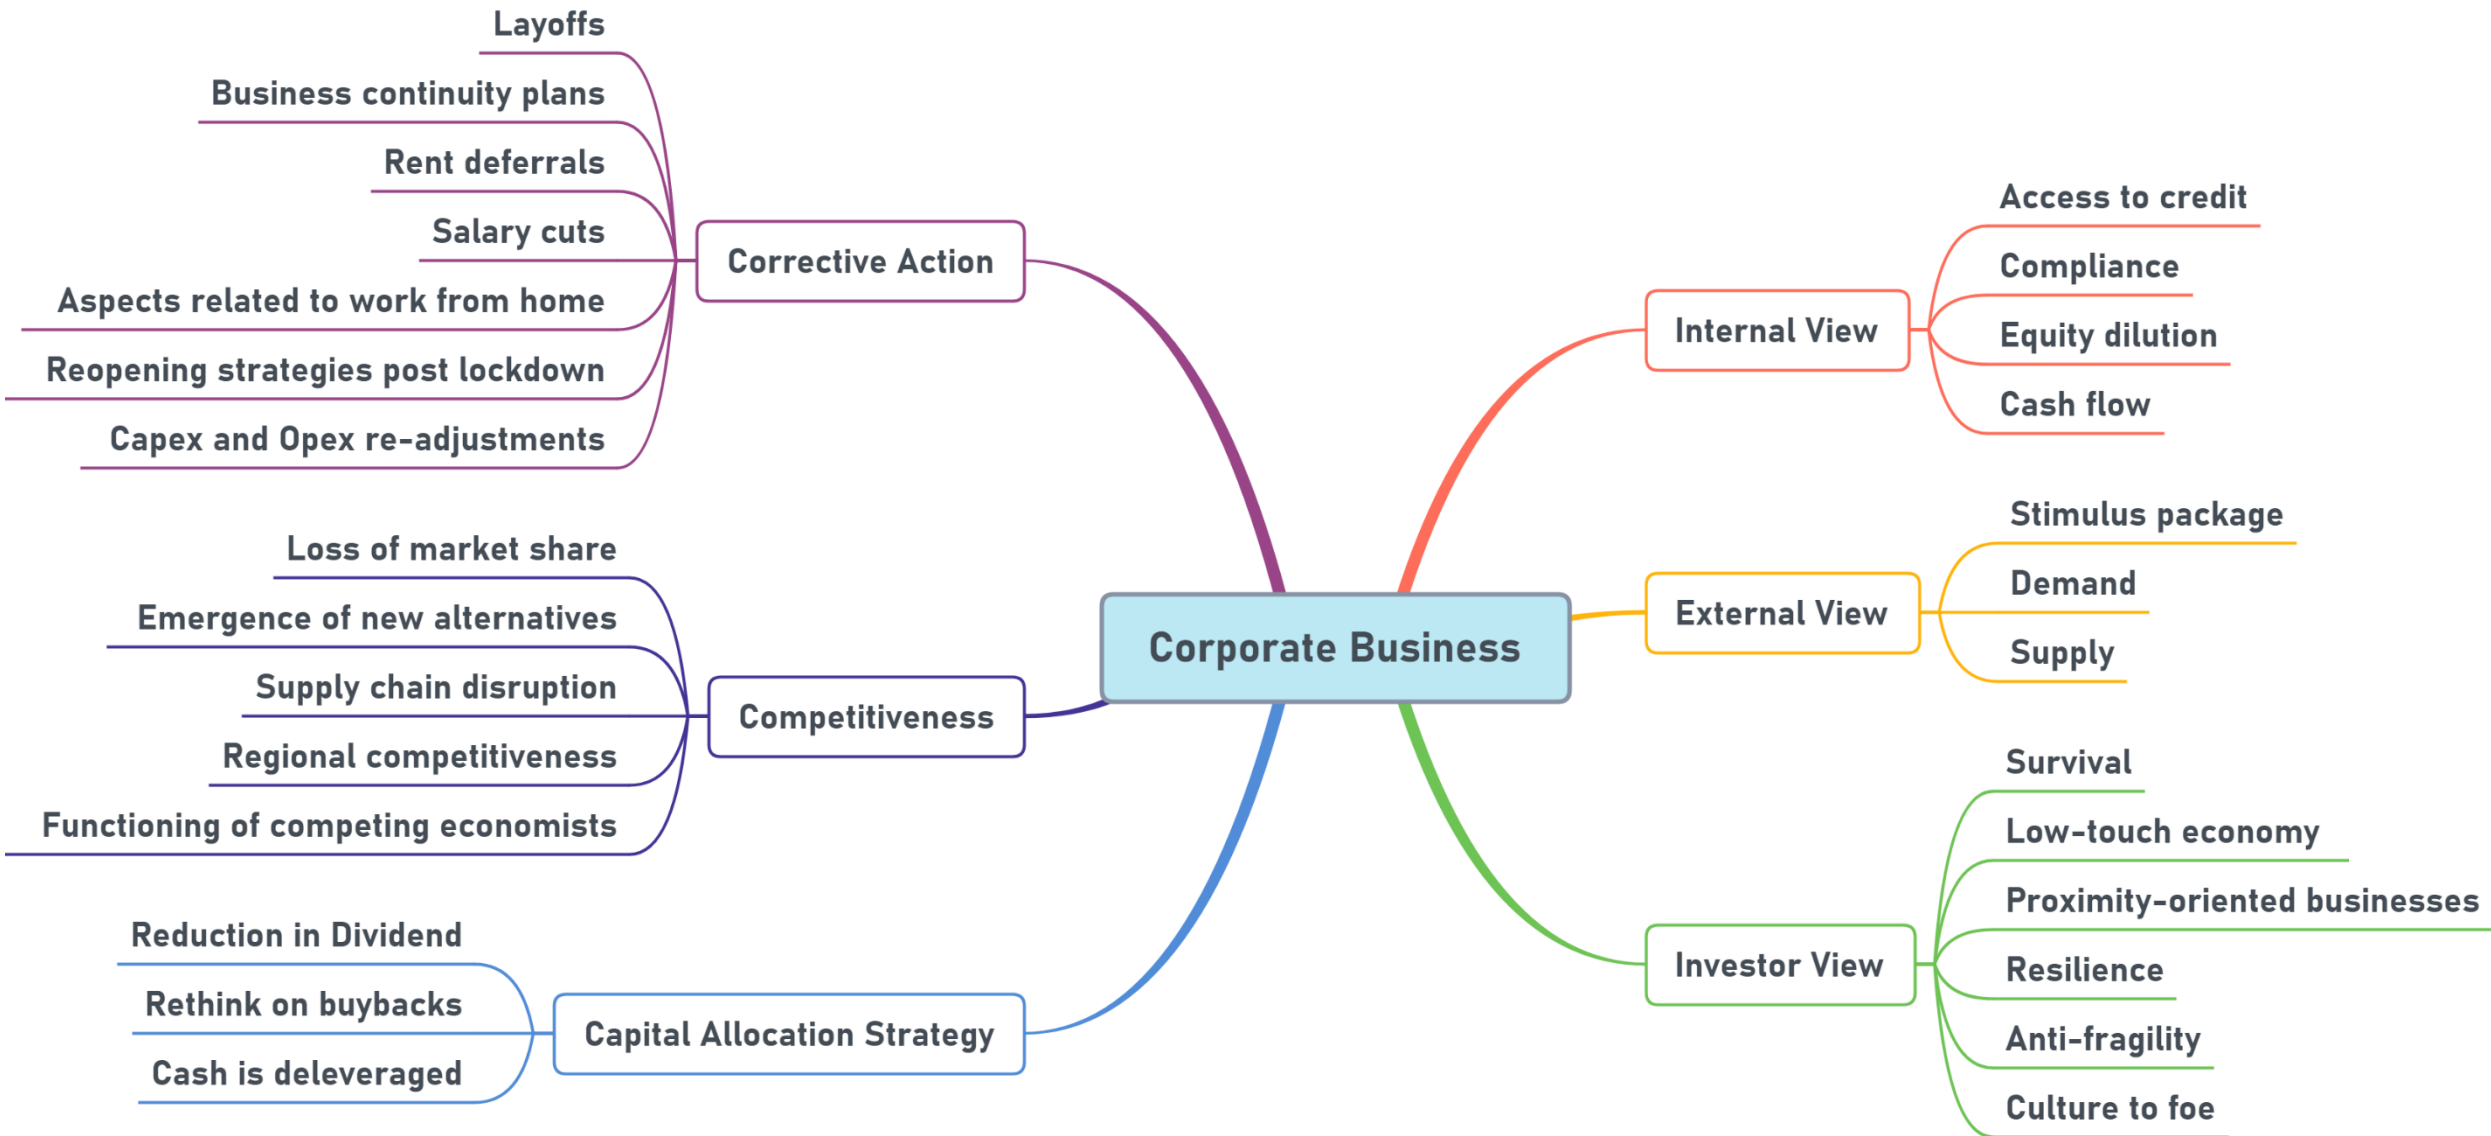 Corporate Business
Corrective Action
Layoffs
Business continuity plans
Rent deferrals
Salary cuts
Aspects related to work from home
Reopening strategies post lockdown
Capex and Opex re-adjustments
Competitiveness
Loss of market share
Emergence of new alternatives
Supply chain disruption
Regional competitiveness
Functioning of competing economists
Capital Allocation Strategy
Reduction in Dividend
Rethink on buybacks
Cash is deleveraged
Internal View
Access to credit
Compliance
Equity dilution
Cash flow
External View
Stimulus package
Demand
Supply
Investor View
Survival
Low-touch economy
Proximity-oriented businesses
Resilience
Anti-fragility
Culture to foe